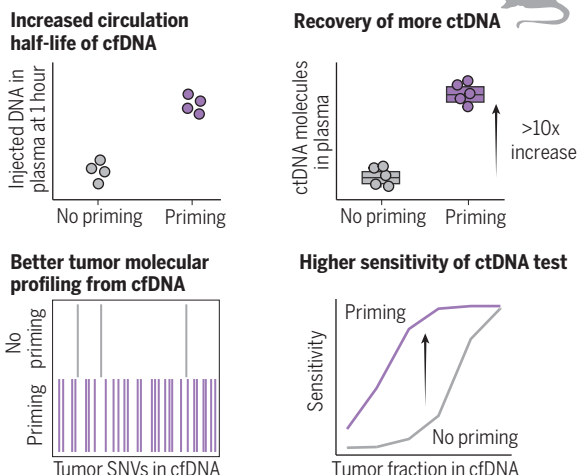 Increased circulation
half-life of cfDNA
Injected DNA in
plasma at 1 hour
No priming
Priming
Recovery of more ctDNA
ctDNA molecules
in plasma
>10x
increase
No priming
Priming
Better tumor molecular
profiling from cfDNA
No
priming
Priming
Tumor SNVs in cfDNA
Higher sensitivity of ctDNA test
Sensitivity
Priming
No priming
Tumor fraction in cfDNA